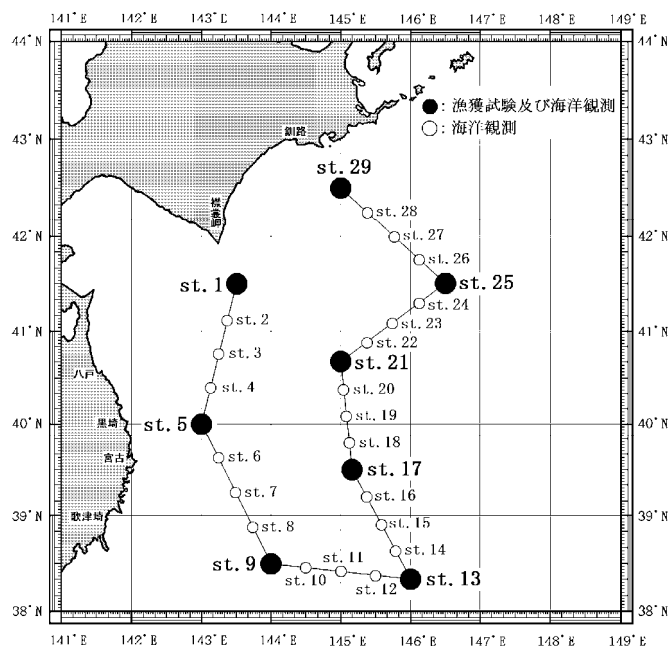 141°E 142°E 143°E 144°E 145°E 146°E 147°E 148°E 149°E
44°N 44°N
●: 漁獲試験及び海洋観測
○: 海洋観測
43°N 釧路 43°N
st.29
st.28
襟裳岬
st.27
42°N 42°N
st.26
st.1 st.25
st.24
st.2
st.23
41°N 41°N
st.22
st.3
st.21
八戸
st.4 st.20
st.19
黒埼 st.5
40°N 40°N
st.18
宮古 st.6
st.17
st.7 st.16
歌津埼
39°N 39°N
st.8 st.15
st.14
st.9 st.11
st.10 st.12 st.13
38°N 38°N
141°E 142°E 143°E 144°E 145°E 146°E 147°E 148°E 149°E